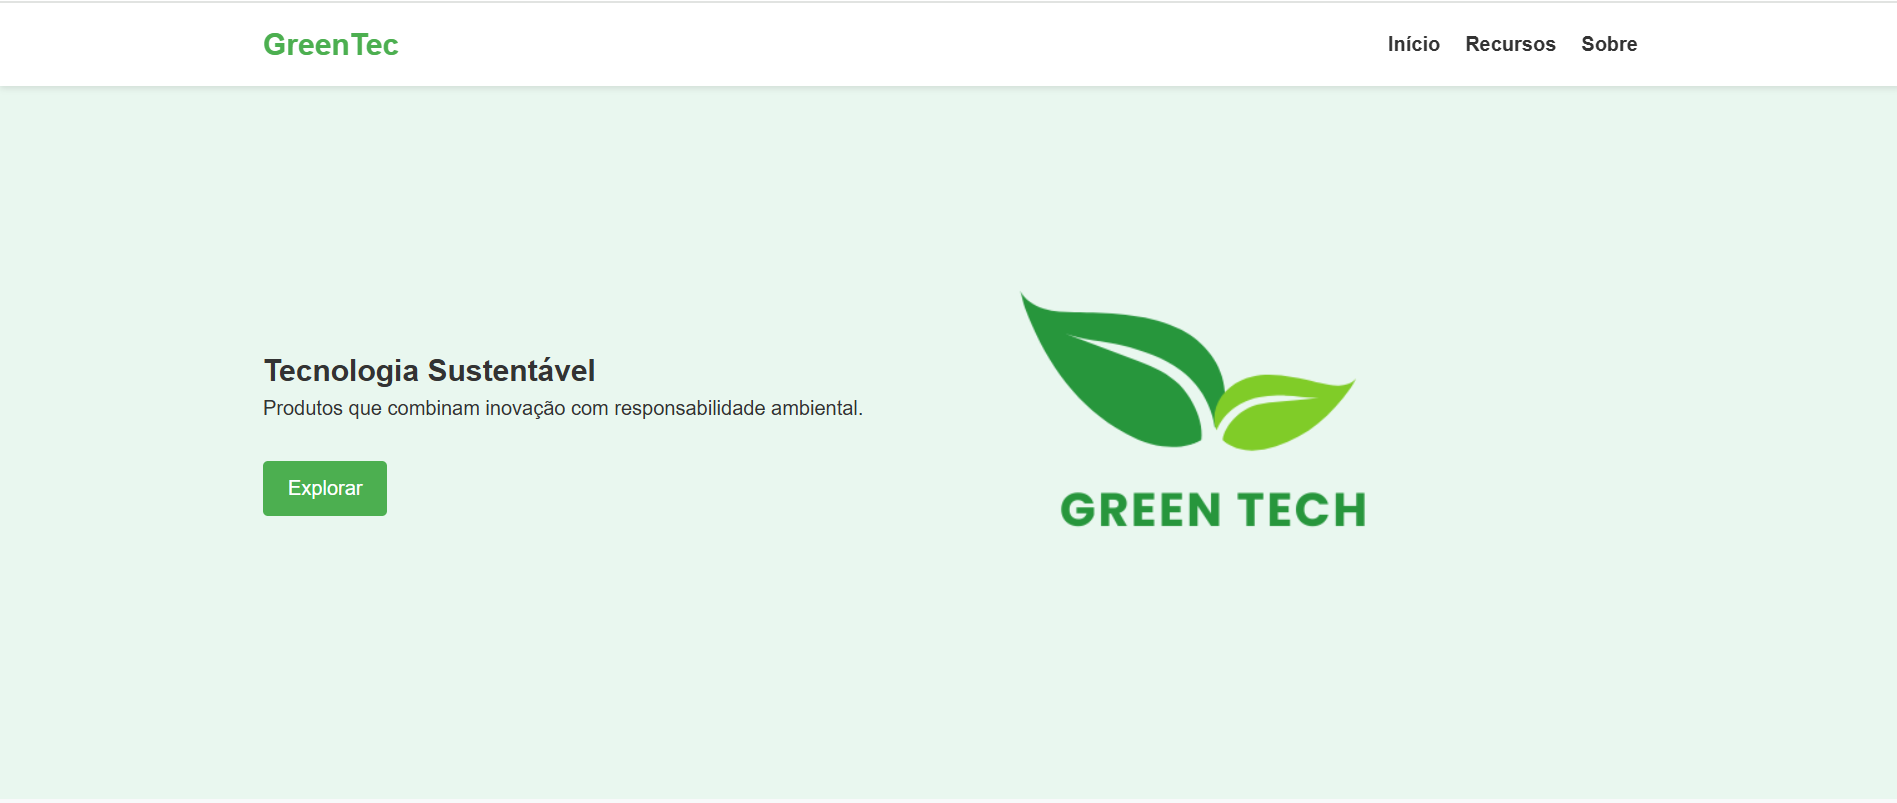 GreenTec
Início Recursos Sobre
Tecnologia Sustentável
Produtos que combinam inovação com responsabilidade ambiental.
Explorar
GREEN TECH